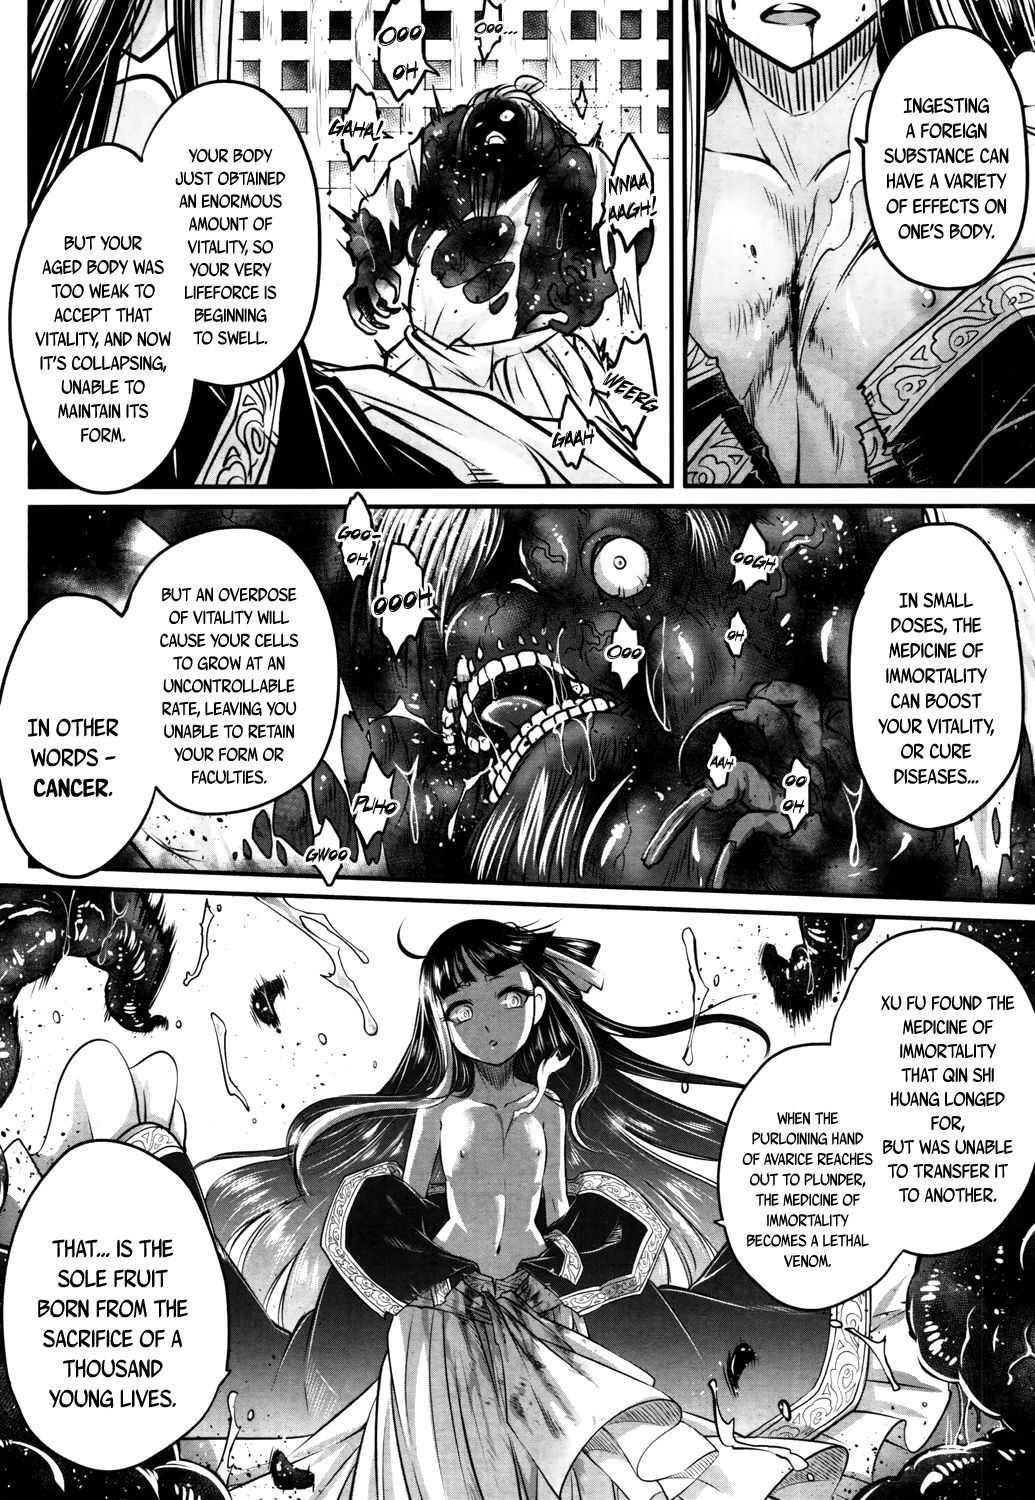 INGESTING
A FOREIGN
SUBSTANCE CAN
HAVE A VARIETY
OF EFFECTS ON
ONE'S BODY.
OOO...
OOO
OH
GAHA!
NNAA
AAGH!
WEERG
GAAH
YOUR BODY
JUST OBTAINED
AN ENORMOUS
AMOUNT OF
VITALITY, SO
YOUR VERY
LIFEFORCE IS
BEGINNING
TO SWELL.
BUT YOUR
AGED BODY WAS
TOO WEAK TO
ACCEPT THAT
VITALITY, AND NOW
IT'S COLLAPSING,
UNABLE TO
MAINTAIN ITS
FORM.
IN SMALL
DOSES, THE
MEDICINE OF
IMMORTALITY
CAN BOOST
YOUR VITALITY,
OR CURE
DISEASES...
OOGH
OH
OOO
AAH
OO
OH
GOO-
OH
OOOH
PUHO
GWOO
BUT AN OVERDOSE
OF VITALITY WILL
CAUSE YOUR CELLS
TO GROW AT AN
UNCONTROLLABLE
RATE, LEAVING YOU
UNABLE TO RETAIN
YOUR FORM OR
FACULTIES.
IN OTHER
WORDS -
CANCER.
XU FU FOUND THE
MEDICINE OF
IMMORTALITY
THAT QIN SHI
HUANG LONGED
FOR,
BUT WAS UNABLE
TO TRANSFER IT
TO ANOTHER.
WHEN THE
PURLOINING HAND
OF AVARICE REACHES
OUT TO PLUNDER,
THE MEDICINE OF
IMMORTALITY
BECOMES A LETHAL
VENOM.
THAT... IS THE
SOLE FRUIT
BORN FROM THE
SACRIFICE OF A
THOUSAND
YOUNG LIVES.